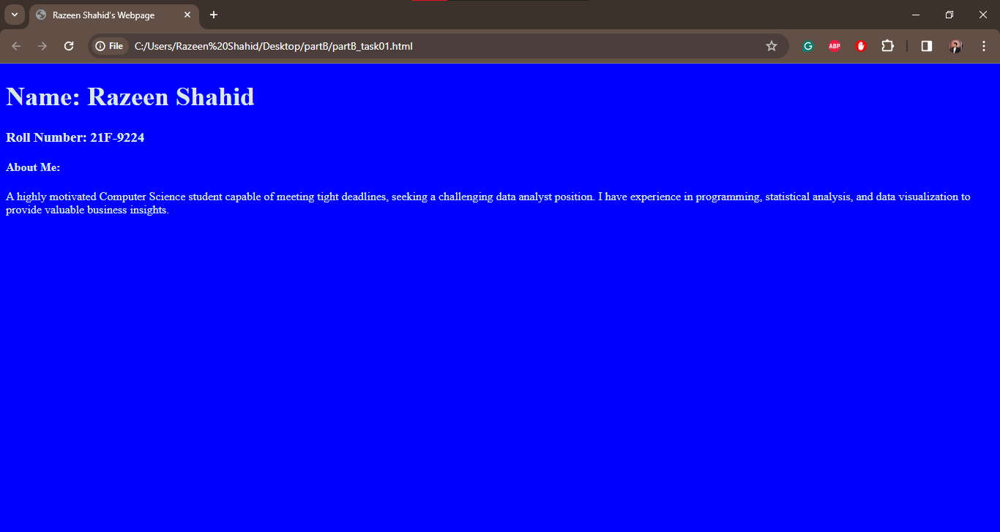 Razeen Shahid's Webpage
File C:/Users/Razeen%20Shahid/Desktop/partB/partB_task01.html
ABP
Name: Razeen Shahid
Roll Number: 21F-9224
About Me:
A highly motivated Computer Science student capable of meeting tight deadlines, seeking a challenging data analyst position. I have experience in programming, statistical analysis, and data visualization to
provide valuable business insights.